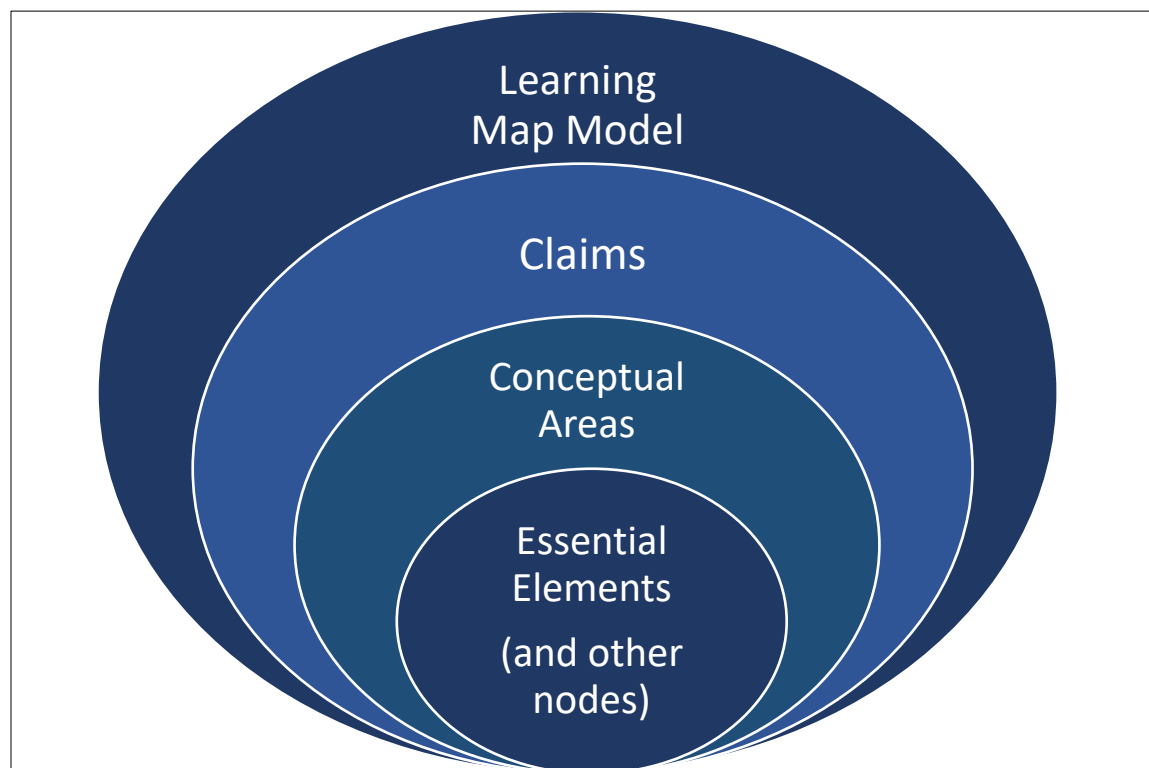 Learning
Map Model
Claims
Conceptual
Areas
Essential
Elements
(and other
nodes)